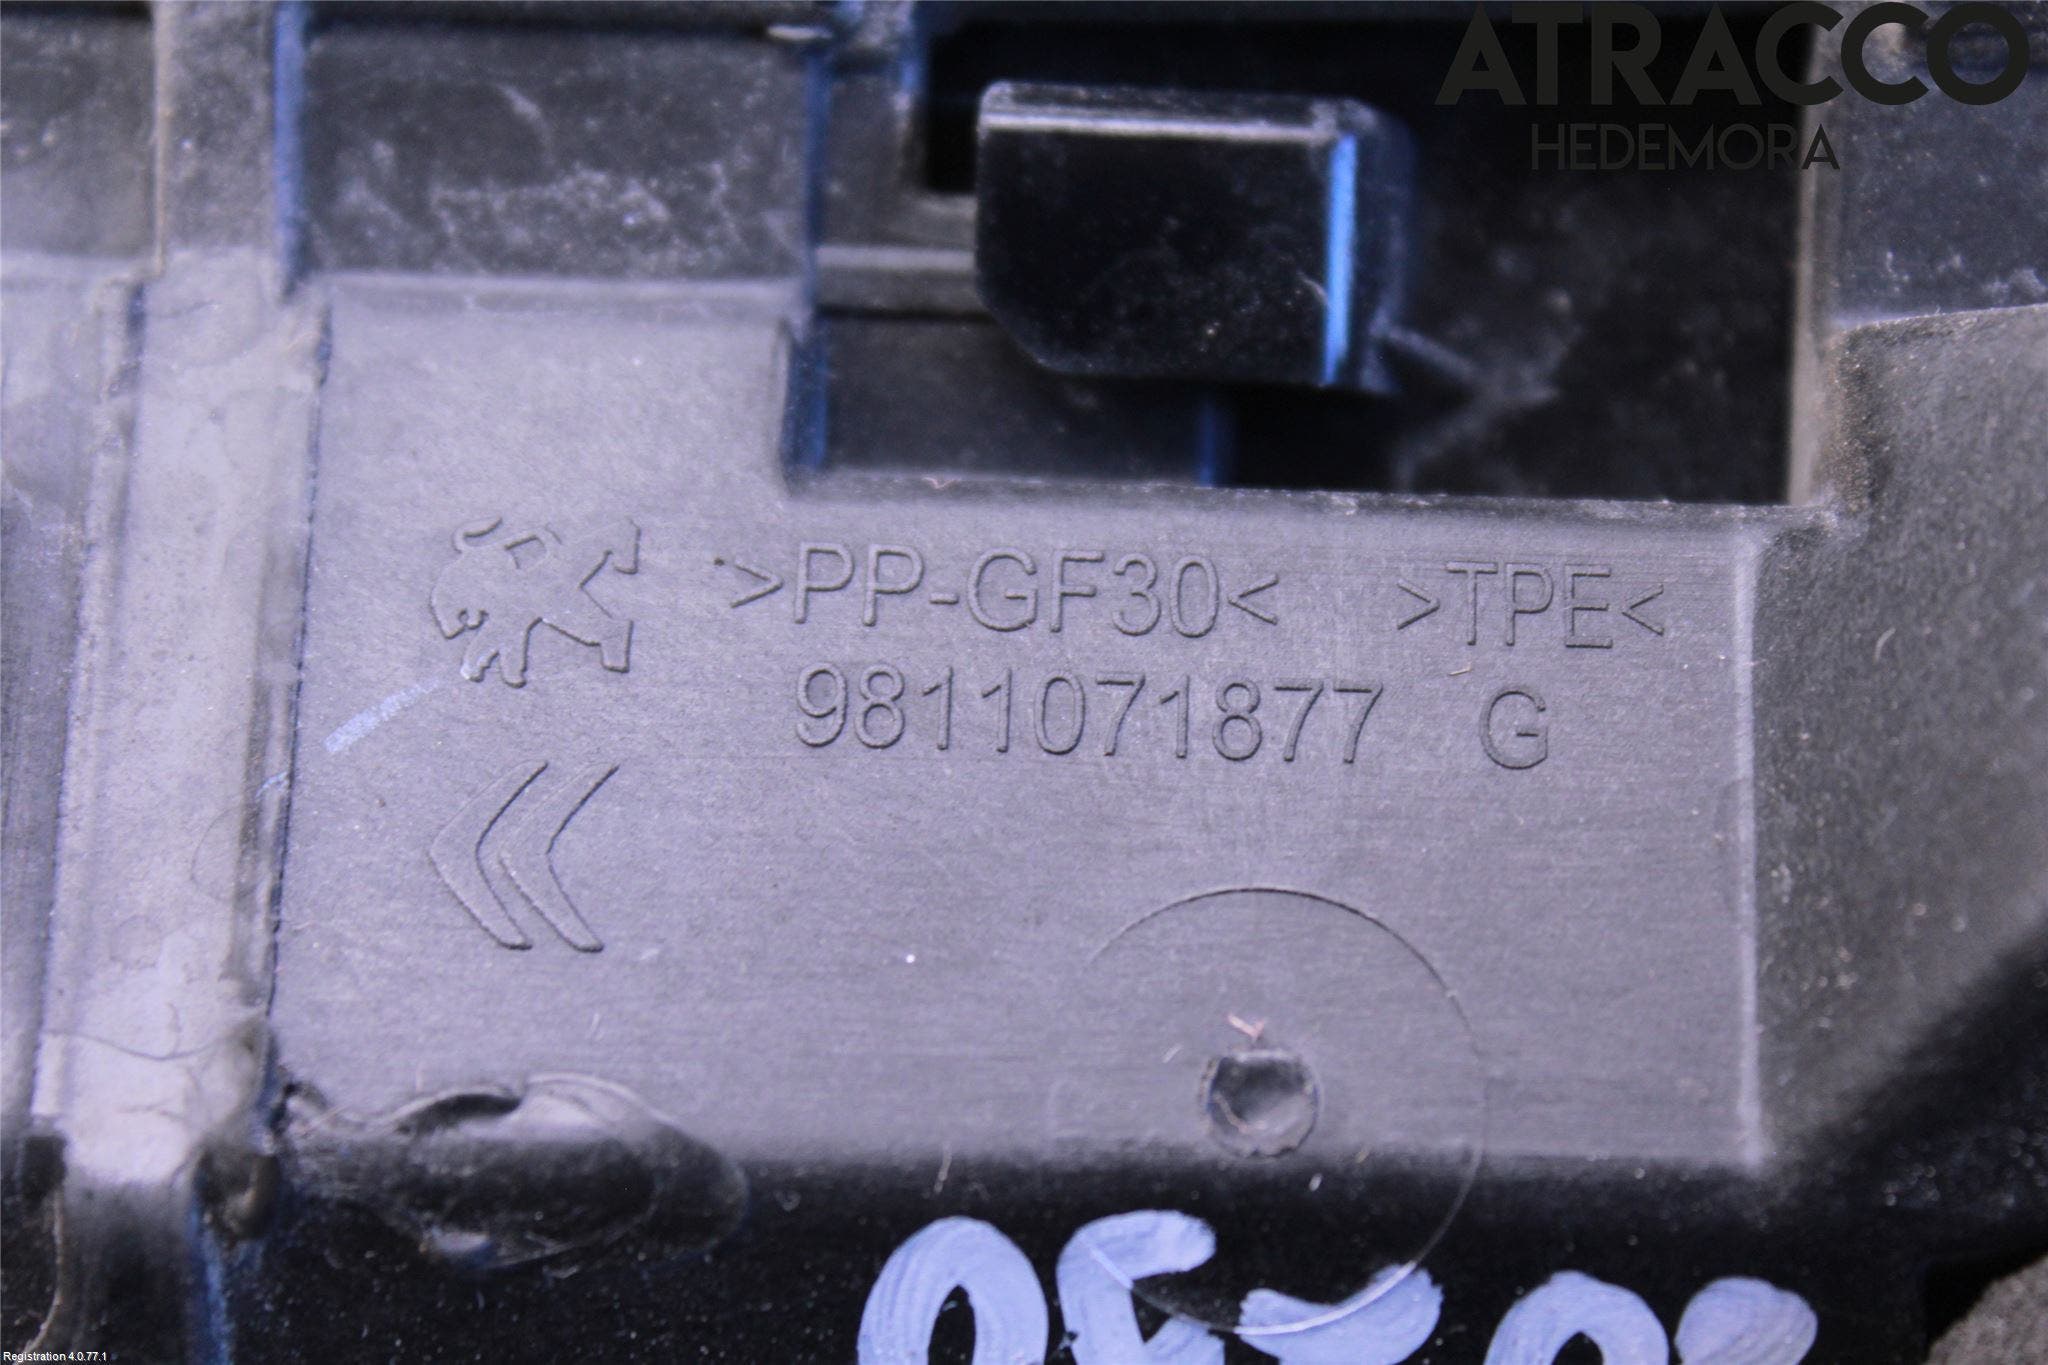 ATRACCO
HEDEMORA
>PP-GF30< >TPE<
9811071877 G
Registration 4.0.77.1